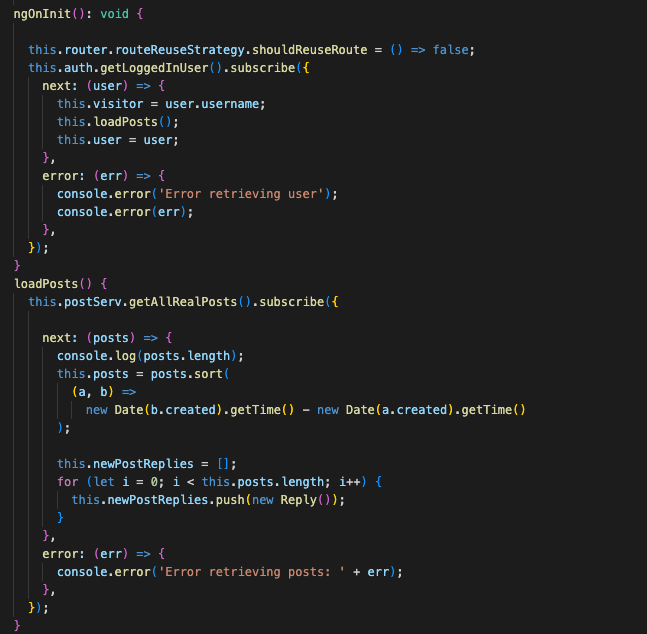 ngOnInit(): void {
this.router.routeReuseStrategy.shouldReuseRoute = () => false;
this.auth.getLoggedInUser().subscribe({
next: (user) => {
this.visitor = user.username;
this.loadPosts();
this.user = user;
},
error: (err) => {
console.error('Error retrieving user');
console.error(err);
},
});
}
loadPosts() {
this.postServ.getAllRealPosts().subscribe({
next: (posts) => {
console.log(posts.length);
this.posts = posts.sort(
(a, b) =>
new Date(b.created).getTime() - new Date(a.created).getTime()
);
this.newPostReplies = [];
for (let i = 0; i < this.posts.length; i++) {
this.newPostReplies.push(new Reply());
}
},
error: (err) => {
console.error('Error retrieving posts: ' + err);
},
});
}